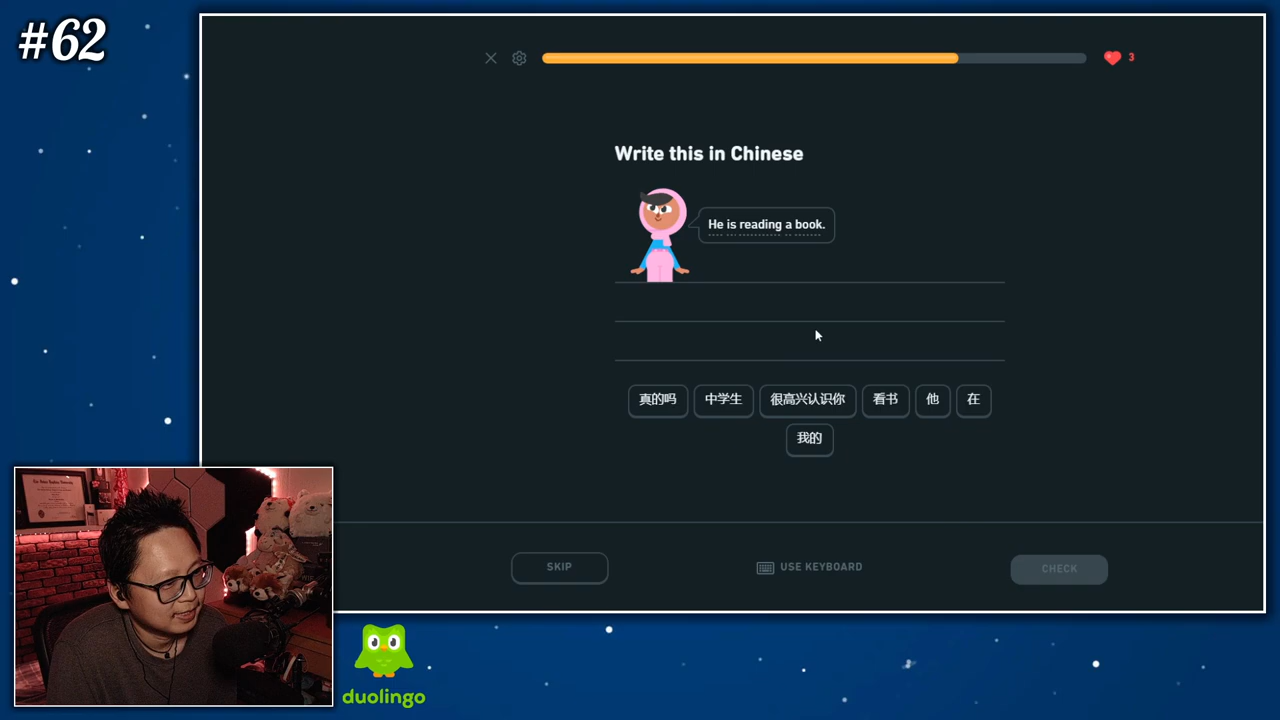 #62
3
Write this in Chinese
He is reading a book.
真的吗 中学生 很高兴认识你 看书 他 在
我的
SKIP
USE KEYBOARD
CHECK
duolingo